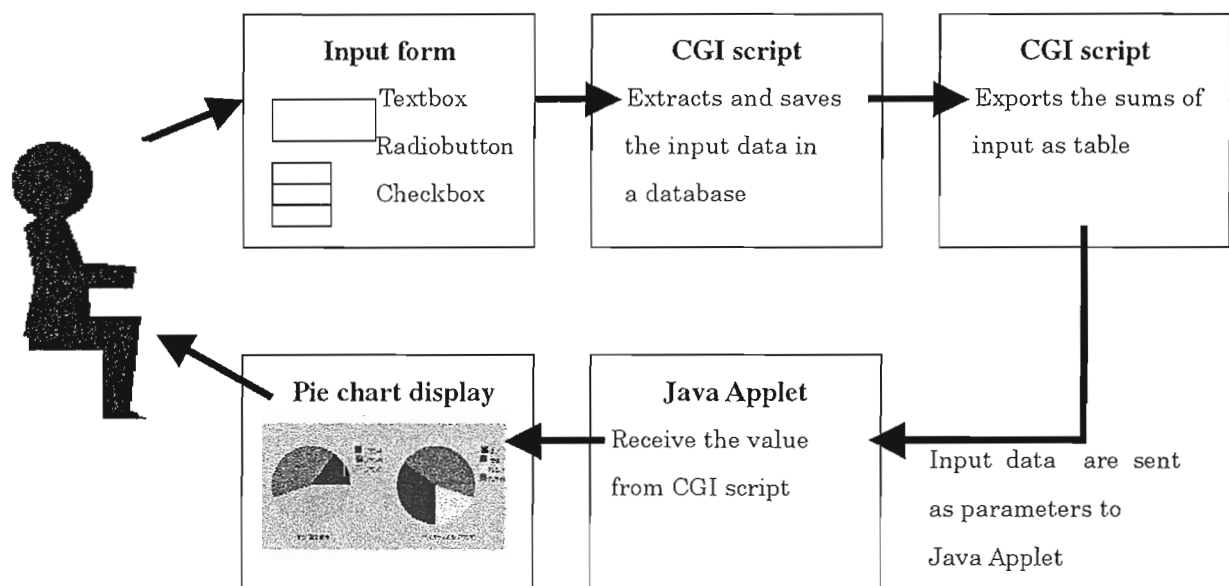 Input form
Textbox
Radiobutton
Checkbox
CGI script
Extracts and saves
the input data in
a database
CGI script
Exports the sums of
input as table
Pie chart display
Java Applet
Receive the value
from CGI script
Input data are sent
as parameters to
Java Applet